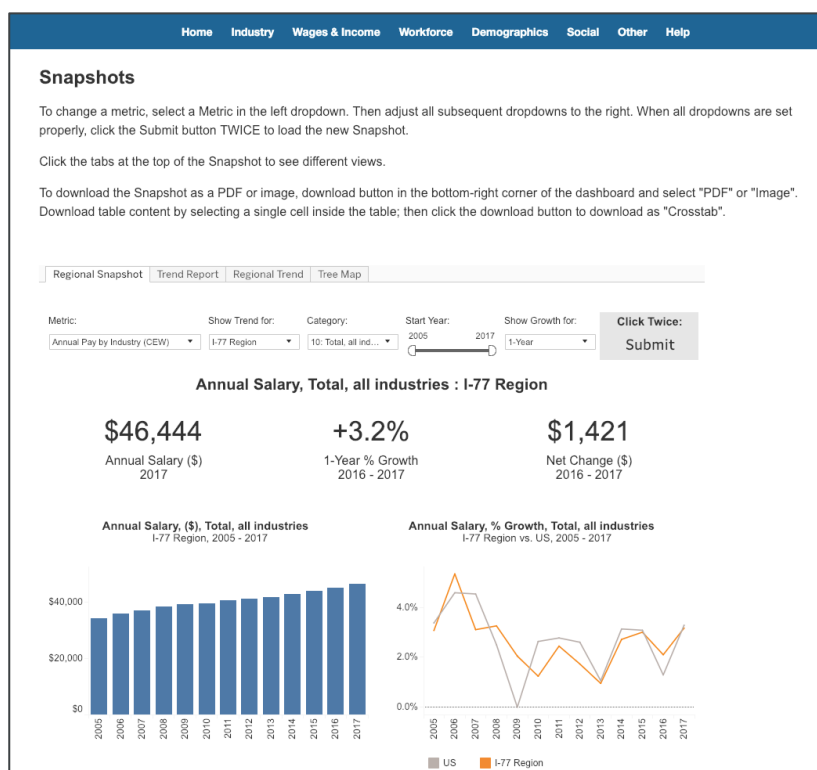 Home Industry Wages & Income Workforce Demographics Social Other Help
Snapshots
To change a metric, select a Metric in the left dropdown. Then adjust all subsequent dropdowns to the right. When all dropdowns are set
properly, click the Submit button TWICE to load the new Snapshot.
Click the tabs at the top of the Snapshot to see different views.
To download the Snapshot as a PDF or image, download button in the bottom-right corner of the dashboard and select "PDF" or "Image".
Download table content by selecting a single cell inside the table; then click the download button to download as "Crosstab".
Regional Snapshot Trend Report Regional Trend Tree Map
Metric: Show Trend for: Category: Start Year: Show Growth for: Click Twice:
2005 2017
Annual Pay by Industry (CEW) I-77 Region 10: Total, all ind... 1-Year Submit
Annual Salary, Total, all industries : I-77 Region
$46,444 +3.2% $1,421
Annual Salary ($) 1-Year % Growth Net Change ($)
2017 2016 - 2017 2016 - 2017
Annual Salary, ($), Total, all industries
I-77 Region, 2005 - 2017
$40,000
$20,000
$0
2005 2006 2007 2008 2009 2010 2011 2012 2013 2014 2015 2016 2017
Annual Salary, % Growth, Total, all industries
I-77 Region vs. US, 2005 - 2017
4.0%
2.0%
0.0%
2005 2006 2007 2008 2009 2010 2011 2012 2013 2014 2015 2016 2017
US I-77 Region